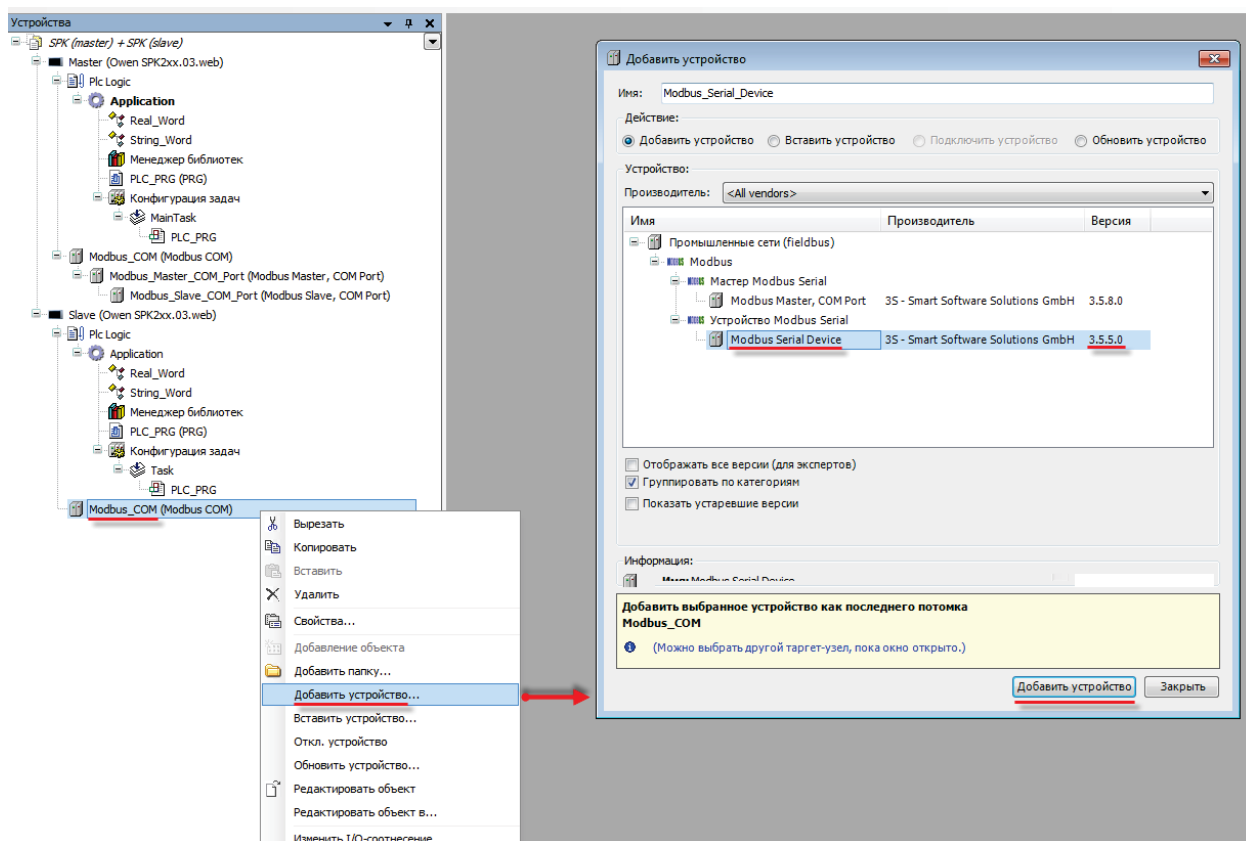 Устройства
SPK (master) + SPK (slave)
Master (Owen SPK2xx.03.web)
Plc Logic
Application
Real_Word
String_Word
Менеджер библиотек
PLC_PRG (PRG)
Конфигурация задач
MainTask
PLC_PRG
Modbus_COM (Modbus COM)
Modbus_Master_COM_Port (Modbus Master, COM Port)
Modbus_Slave_COM_Port (Modbus Slave, COM Port)
Slave (Owen SPK2xx.03.web)
Plc Logic
Application
Real_Word
String_Word
Менеджер библиотек
PLC_PRG (PRG)
Конфигурация задач
Task
PLC_PRG
Modbus_COM (Modbus COM)
Вырезать
Копировать
Вставить
Удалить
Свойства...
Добавление объекта
Добавить папку...
Добавить устройство...
Вставить устройство...
Откл. устройство
Обновить устройство...
Редактировать объект
Редактировать объект в...
Изменить I/O-соотнесение
Добавить устройство
Имя: Modbus_Serial_Device
Действие:
Добавить устройство Вставить устройство Подключить устройство Обновить устройство
Устройство:
Производитель: <All vendors>
Имя Производитель Версия
Промышленные сети (fieldbus)
Modbus
Мастер Modbus Serial
Modbus Master, COM Port 3S - Smart Software Solutions GmbH 3.5.8.0
Устройство Modbus Serial
Modbus Serial Device 3S - Smart Software Solutions GmbH 3.5.5.0
Отображать все версии (для экспертов)
Группировать по категориям
Показать устаревшие версии
Информация:
Имя: Modbus Serial Device
Добавить выбранное устройство как последнего потомка
Modbus_COM
(Можно выбрать другой таргет-узел, пока окно открыто.)
Добавить устройство Закрыть